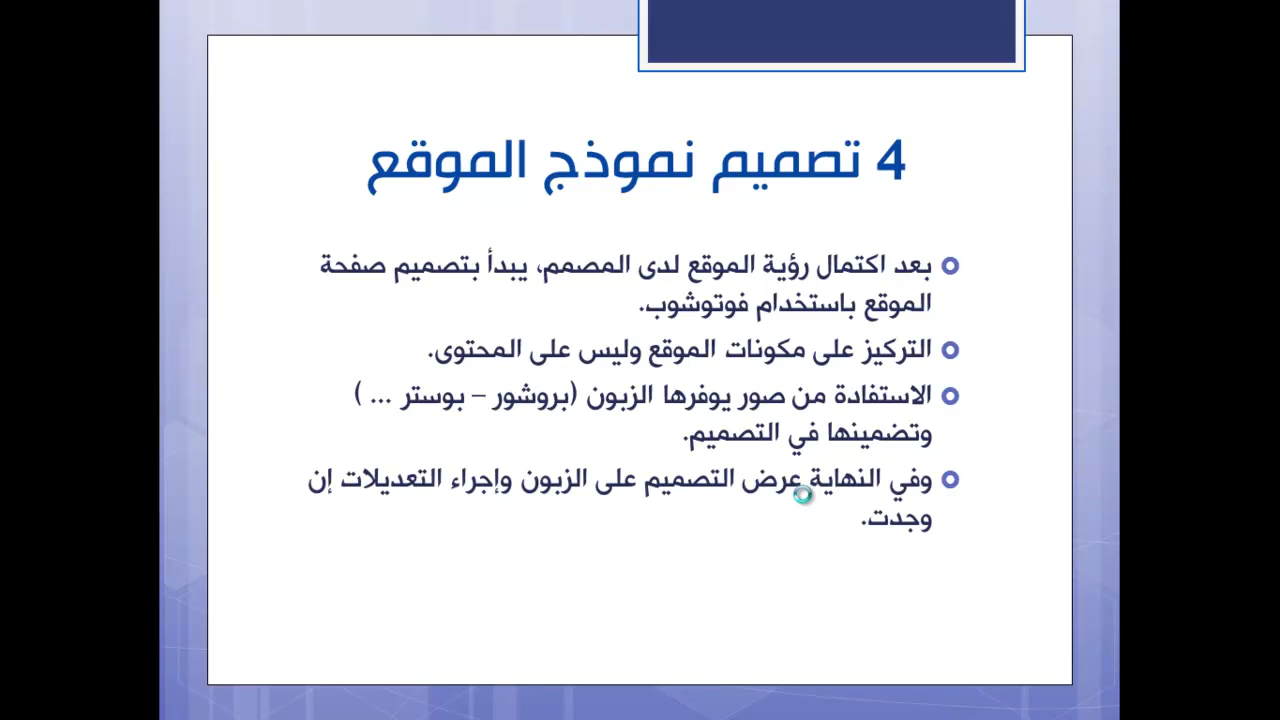 4 تصميم نموذج الموقع
بعد اكتمال رؤية الموقع لدى المصمم، يبدأ بتصميم صفحة
الموقع باستخدام فوتوشوب.
التركيز على مكونات الموقع وليس على المحتوى.
الاستفادة من صور يوفرها الزبون (بروشور – بوستر ... )
وتضمينها في التصميم.
وفي النهاية عرض التصميم على الزبون وإجراء التعديلات إن
وجدت.